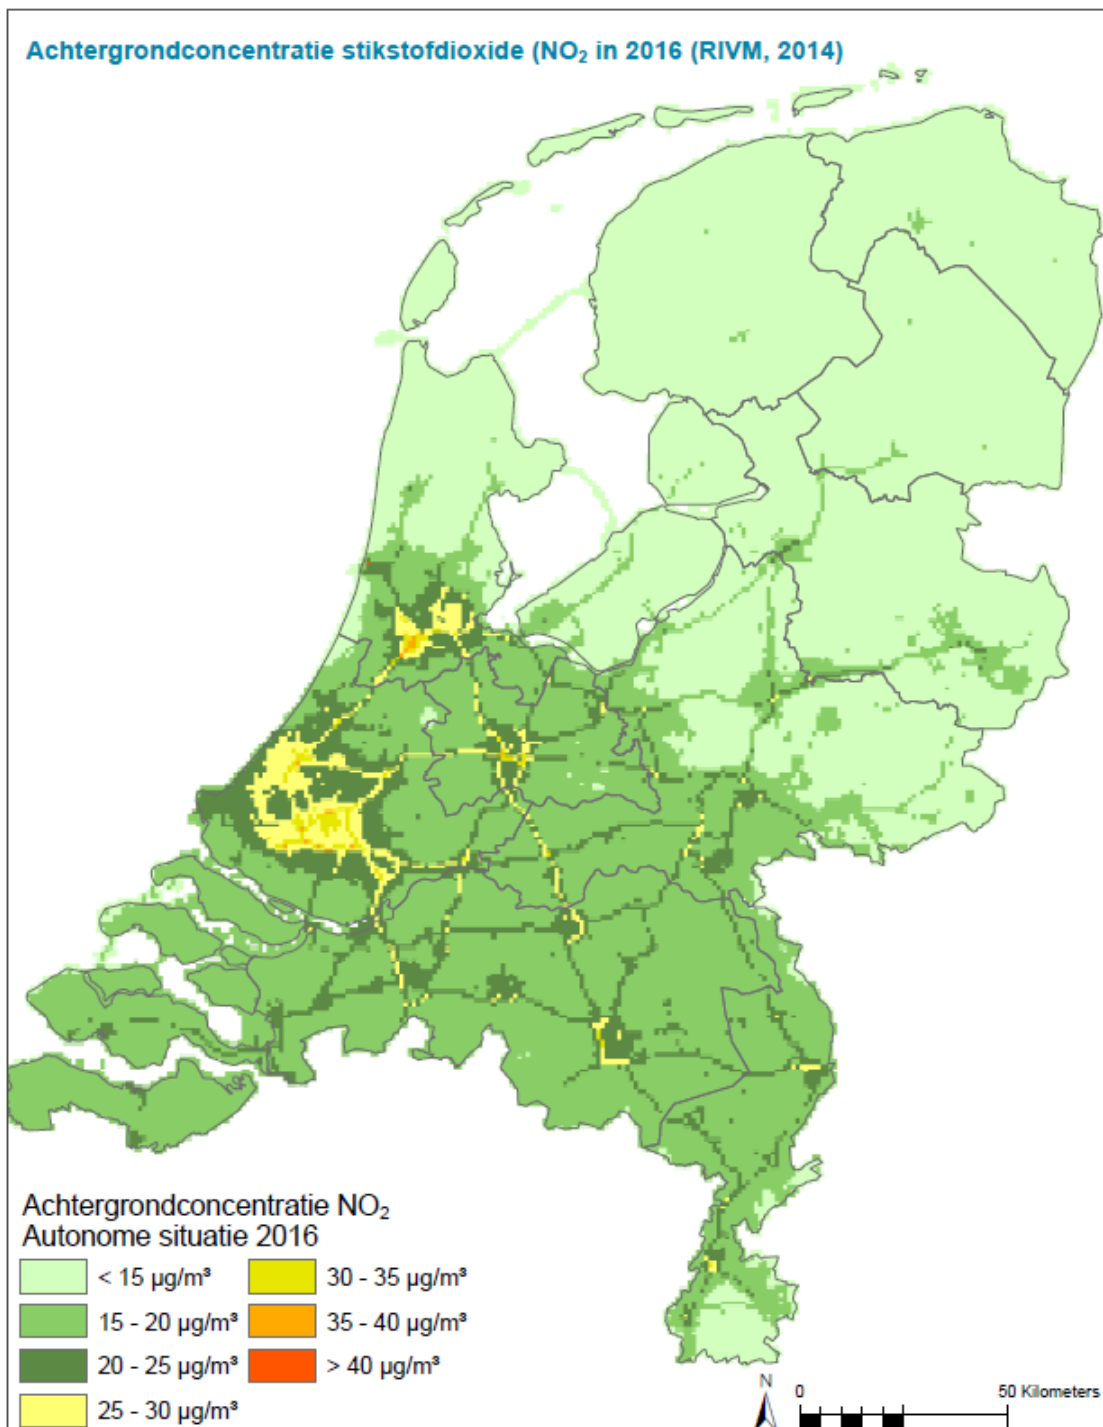 Achtergrondconcentratie stikstofdioxide (NO₂ in 2016 (RIVM, 2014)
Achtergrondconcentratie NO₂
Autonome situatie 2016
< 15 µg/m³
15 - 20 µg/m³
20 - 25 µg/m³
25 - 30 µg/m³
30 - 35 µg/m³
35 - 40 µg/m³
> 40 µg/m³
N
0 50 Kilometers